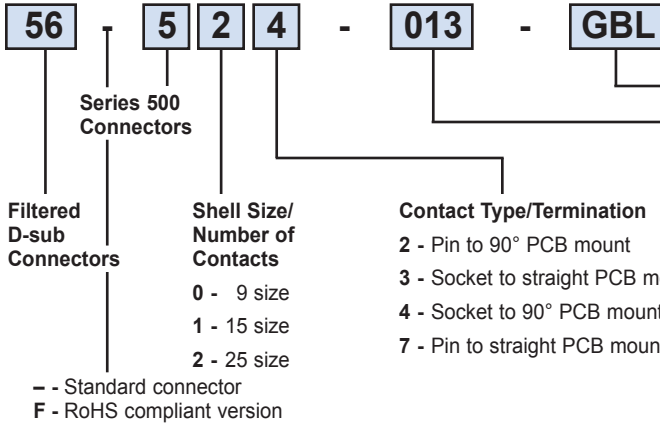 56 - 5 2 4 - 013 - GBL
Series 500
Connectors
Filtered
D-sub
Connectors
Shell Size/
Number of
Contacts
0 - 9 size
1 - 15 size
2 - 25 size
Contact Type/Termination
2 - Pin to 90° PCB mount
3 - Socket to straight PCB m
4 - Socket to 90° PCB mount
7 - Pin to straight PCB moun
– - Standard connector
F - RoHS compliant version